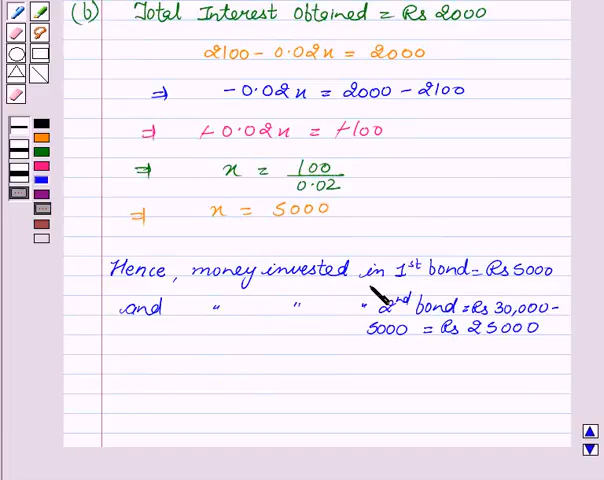 (b) Total Interest Obtained = Rs 2000
2100 - 0.02x = 2000
⇒ -0.02x = 2000 - 2100
⇒ -0.02x = -100
⇒ x = 100/0.02
⇒ x = 5000
Hence, money invested in 1st bond = Rs 5000
and " " " 2nd bond = Rs 30,000 -
5000 = Rs 25000